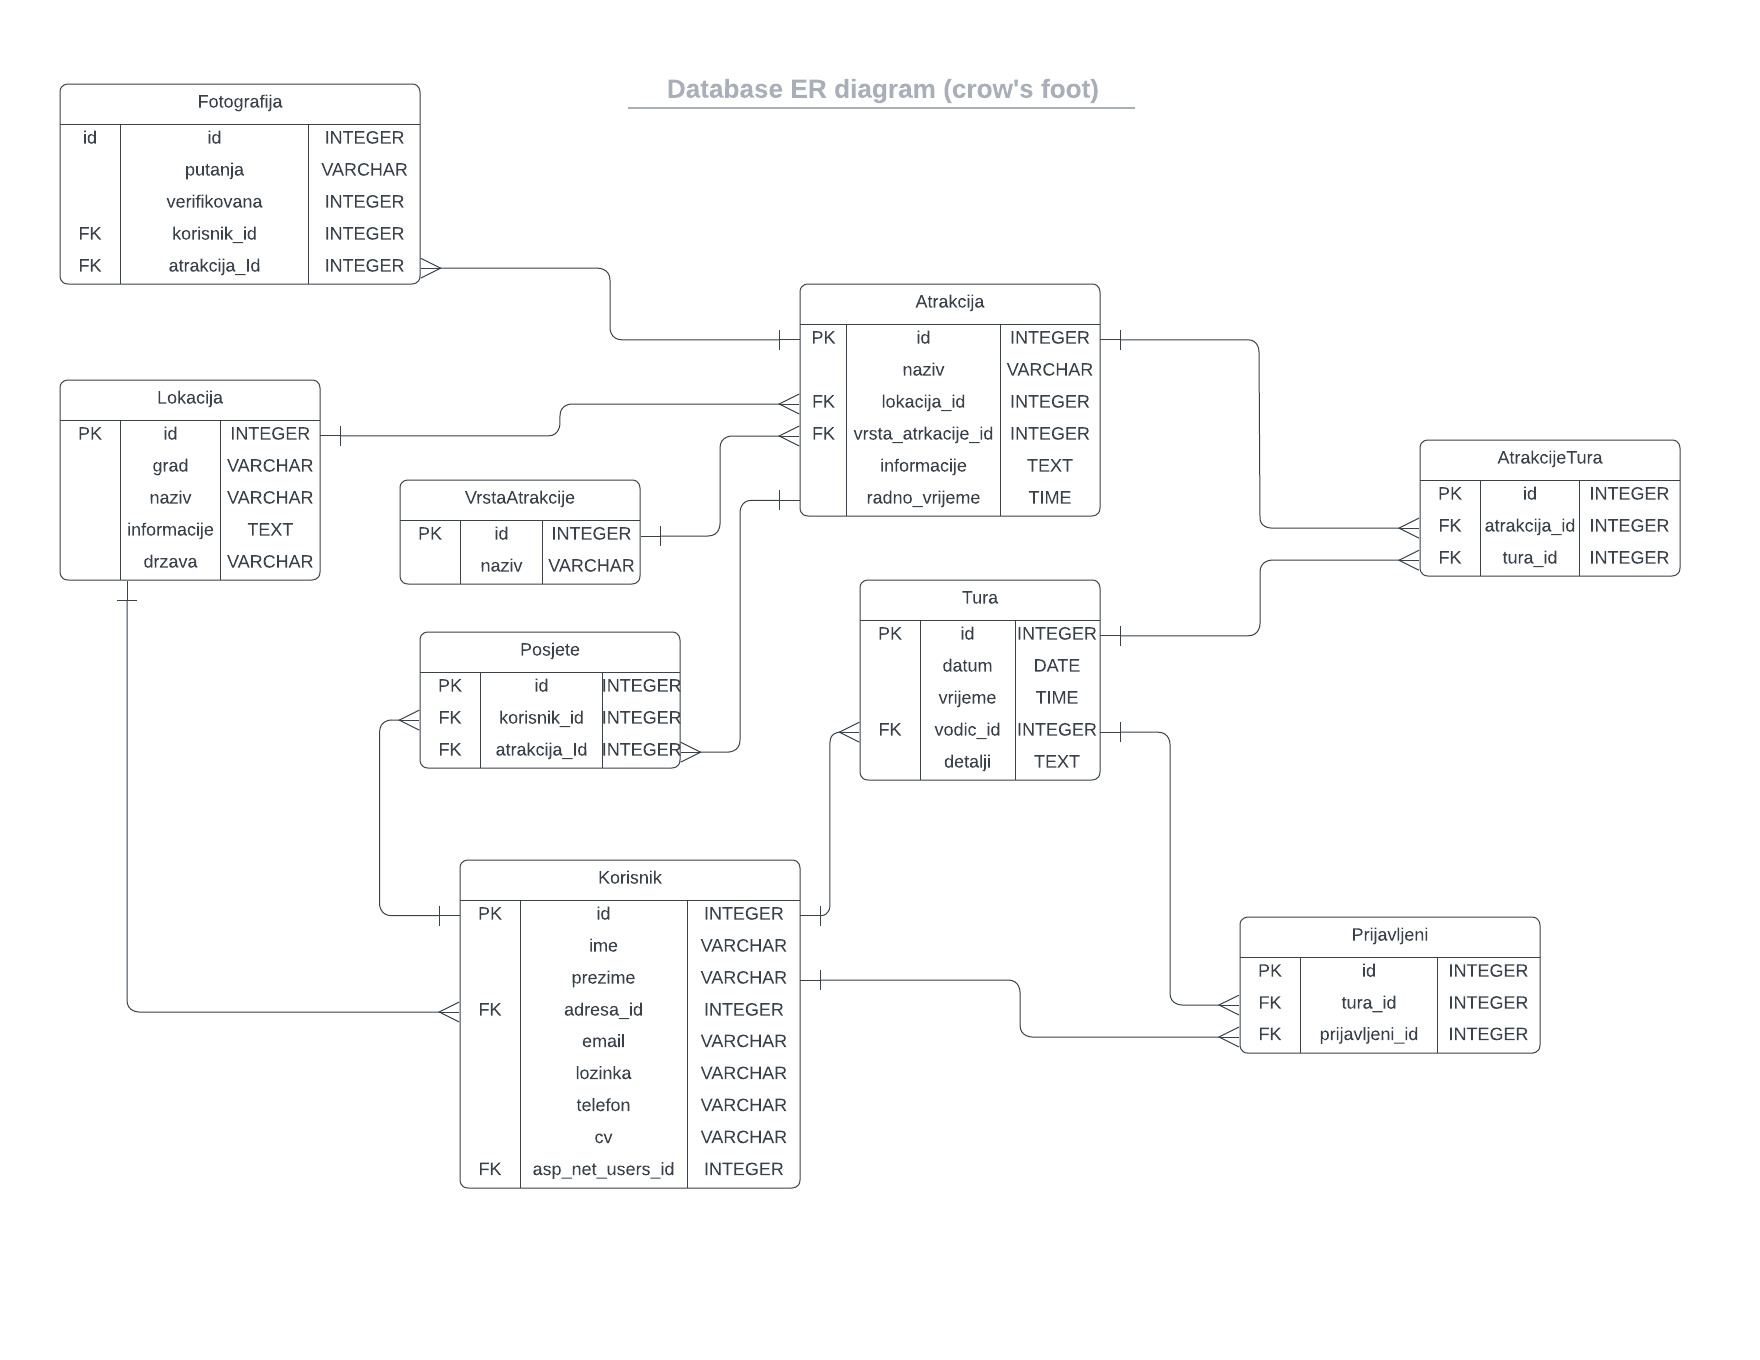 Database ER diagram (crow's foot)
Fotografija
id id INTEGER
putanja VARCHAR
verifikovana INTEGER
FK korisnik_id INTEGER
FK atrakcija_Id INTEGER
Atrakcija
PK id INTEGER
naziv VARCHAR
FK lokacija_id INTEGER
FK vrsta_atrkacije_id INTEGER
informacije TEXT
radno_vrijeme TIME
Lokacija
PK id INTEGER
grad VARCHAR
naziv VARCHAR
informacije TEXT
drzava VARCHAR
VrstaAtrakcije
PK id INTEGER
naziv VARCHAR
AtrakcijeTura
PK id INTEGER
FK atrakcija_id INTEGER
FK tura_id INTEGER
Tura
PK id INTEGER
datum DATE
vrijeme TIME
FK vodic_id INTEGER
detalji TEXT
Posjete
PK id INTEGER
FK korisnik_id INTEGER
FK atrakcija_Id INTEGER
Korisnik
PK id INTEGER
ime VARCHAR
prezime VARCHAR
FK adresa_id INTEGER
email VARCHAR
lozinka VARCHAR
telefon VARCHAR
cv VARCHAR
FK asp_net_users_id INTEGER
Prijavljeni
PK id INTEGER
FK tura_id INTEGER
FK prijavljeni_id INTEGER